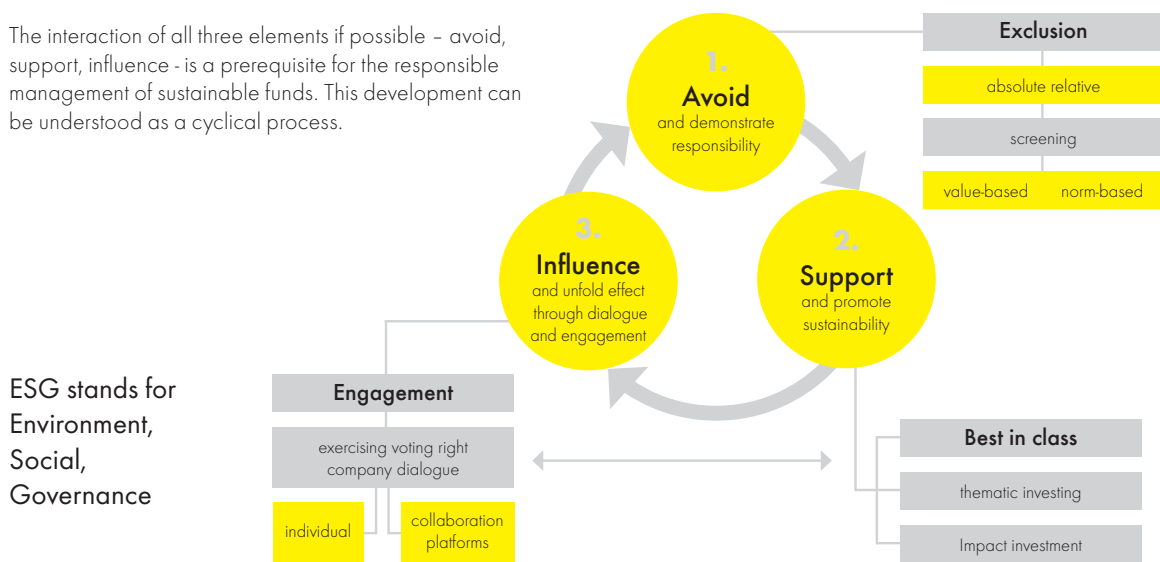 The interaction of all three elements if possible – avoid,
support, influence - is a prerequisite for the responsible
management of sustainable funds. This development can
be understood as a cyclical process.
1.
Avoid
and demonstrate
responsibility
Exclusion
absolute relative
screening
value-based norm-based
2.
Support
and promote
sustainability
3.
Influence
and unfold effect
through dialogue
and engagement
ESG stands for
Environment,
Social,
Governance
Engagement
exercising voting right
company dialogue
individual
collaboration
platforms
Best in class
thematic investing
Impact investment